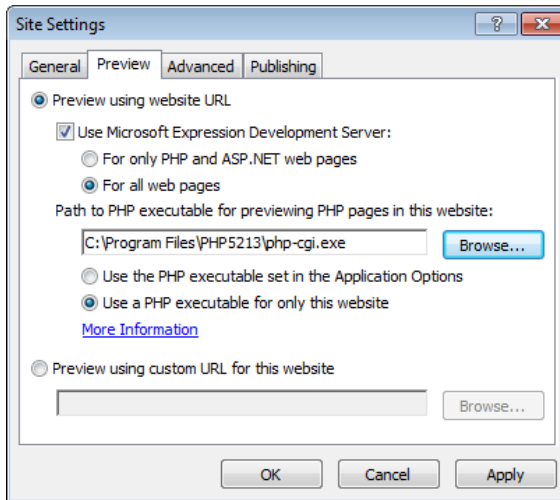 Site Settings
General Preview Advanced Publishing
Preview using website URL
Use Microsoft Expression Development Server:
For only PHP and ASP.NET web pages
For all web pages
Path to PHP executable for previewing PHP pages in this website:
C:\Program Files\PHP5213\php-cgi.exe Browse...
Use the PHP executable set in the Application Options
Use a PHP executable for only this website
More Information
Preview using custom URL for this website
Browse...
OK Cancel Apply